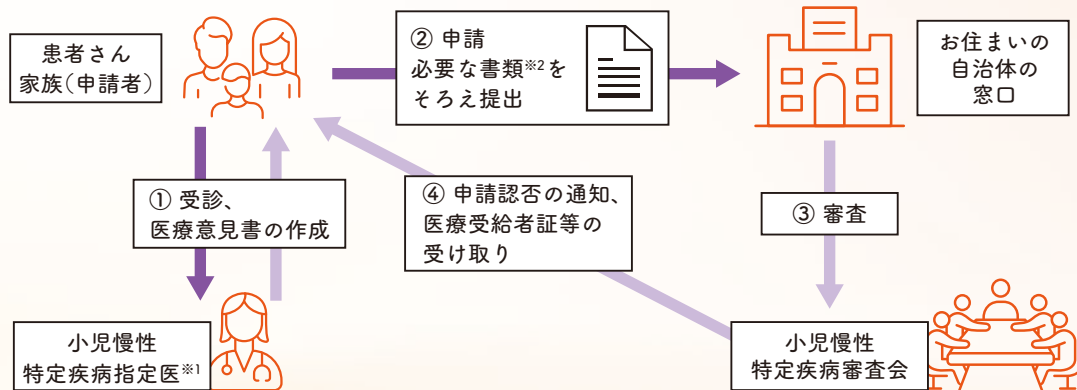 患者さん
家族（申請者）
② 申請
必要な書類※2を
そろえ提出
お住まいの
自治体の
窓口
① 受診、
医療意見書の作成
④ 申請認否の通知、
医療受給者証等の
受け取り
③ 審査
小児慢性
特定疾病指定医※1
小児慢性
特定疾病審査会